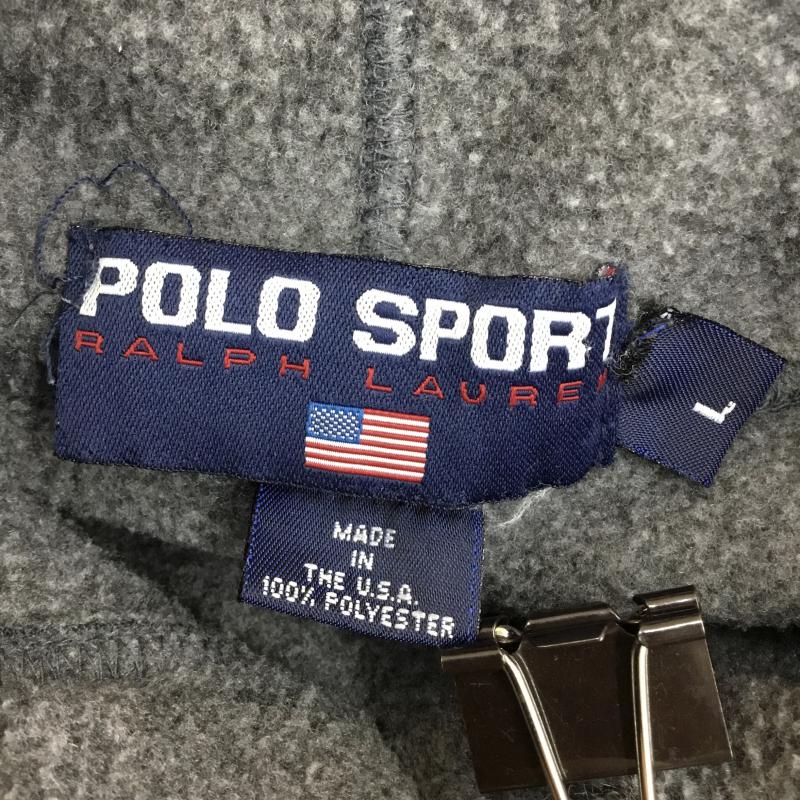 POLO SPORT
RALPH LAUREN
L
MADE
IN
THE U.S.A.
100% POLYESTER